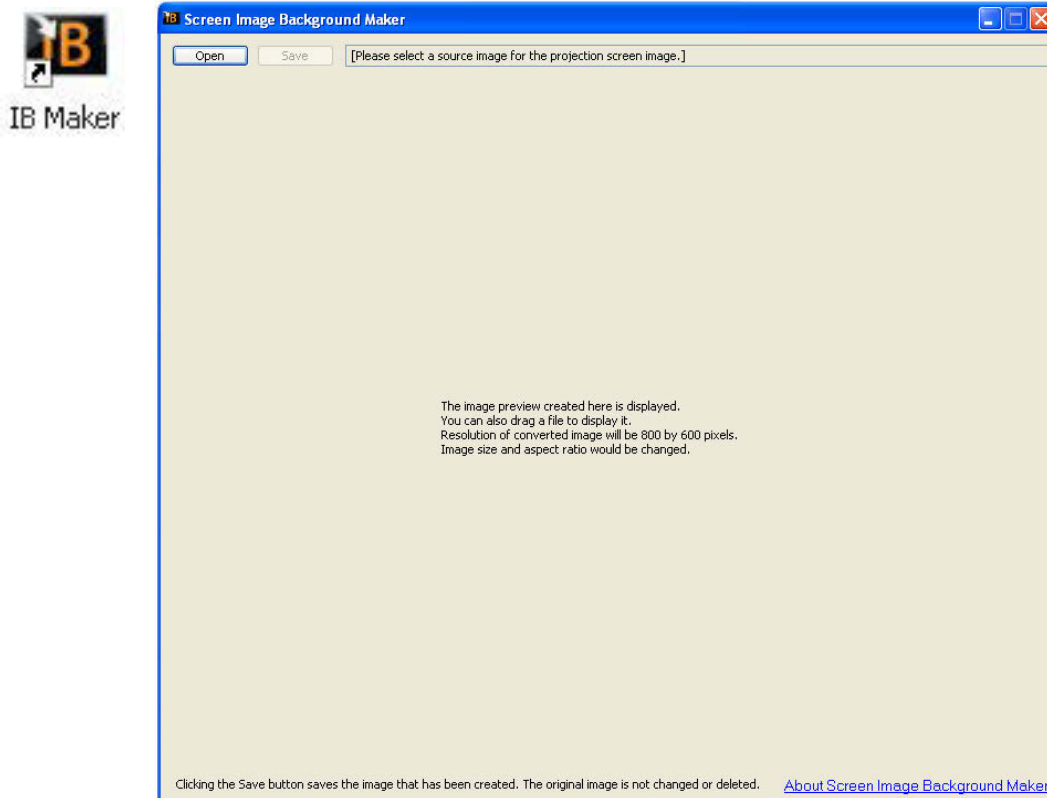 IB
IB Maker
IB Screen Image Background Maker
Open
Save
[Please select a source image for the projection screen image.]
The image preview created here is displayed.
You can also drag a file to display it.
Resolution of converted image will be 800 by 600 pixels.
Image size and aspect ratio would be changed.
Clicking the Save button saves the image that has been created. The original image is not changed or deleted.
About Screen Image Background Maker